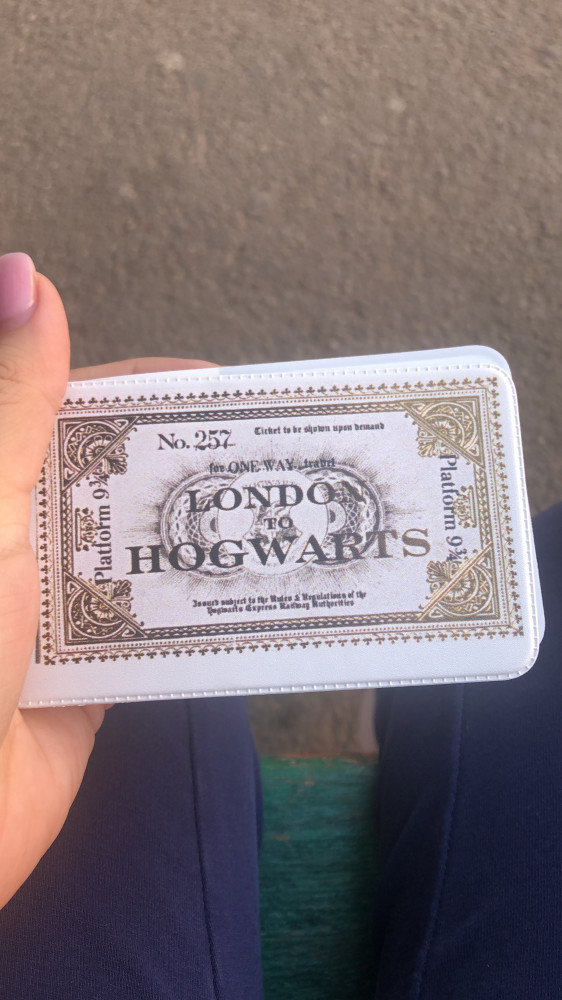 No. 257
Ticket to be shown upon demand
for ONE WAY travel
LONDON
TO
HOGWARTS
Platform 9¾
Platform 9¾
Issued subject to the Rules & Regulations of the
Hogwarts Express Railway Authorities